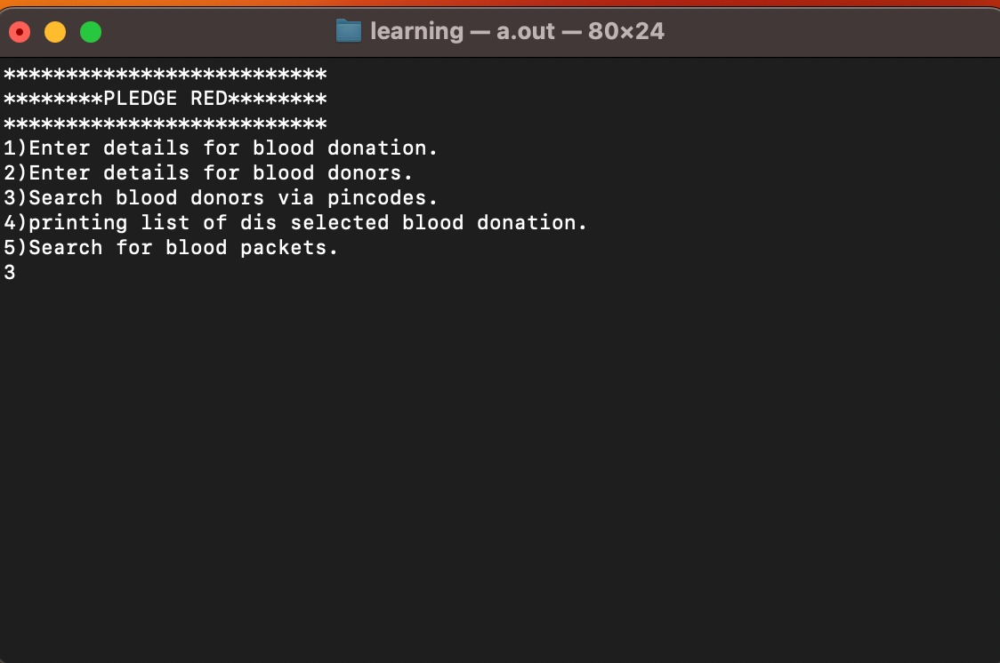 learning — a.out — 80×24
**************************
********PLEDGE RED********
**************************
1)Enter details for blood donation.
2)Enter details for blood donors.
3)Search blood donors via pincodes.
4)printing list of dis selected blood donation.
5)Search for blood packets.
3